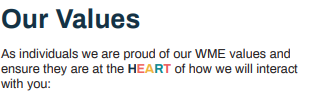 Our Values
As individuals we are proud of our WME values and
ensure they are at the HEART of how we will interact
with you: